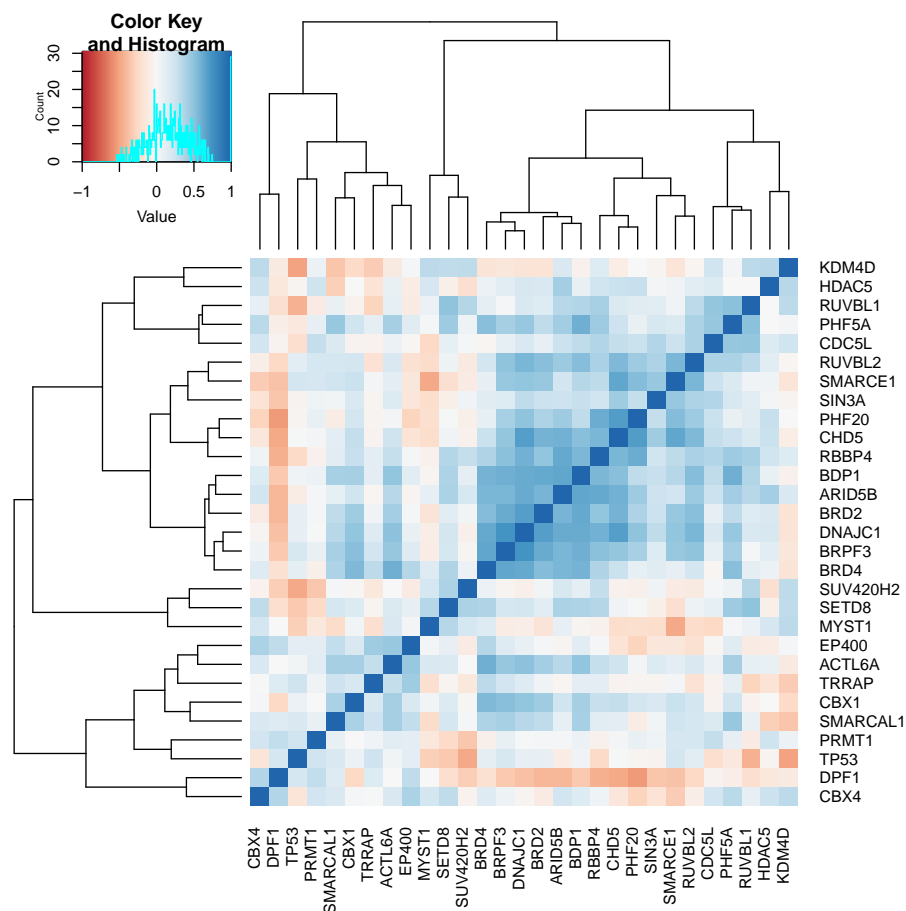 Color Key
and Histogram
Count
0
10
20
30
−1
0
0.5
1
Value
KDM4D
HDAC5
RUVBL1
PHF5A
CDC5L
RUVBL2
SMARCE1
SIN3A
PHF20
CHD5
RBBP4
BDP1
ARID5B
BRD2
DNAJC1
BRPF3
BRD4
SUV420H2
SETD8
MYST1
EP400
ACTL6A
TRRAP
CBX1
SMARCAL1
PRMT1
TP53
DPF1
CBX4
CBX4
DPF1
TP53
PRMT1
SMARCAL1
CBX1
TRRAP
ACTL6A
EP400
MYST1
SETD8
SUV420H2
BRD4
BRPF3
DNAJC1
BRD2
ARID5B
BDP1
RBBP4
CHD5
PHF20
SIN3A
SMARCE1
RUVBL2
CDC5L
PHF5A
RUVBL1
HDAC5
KDM4D